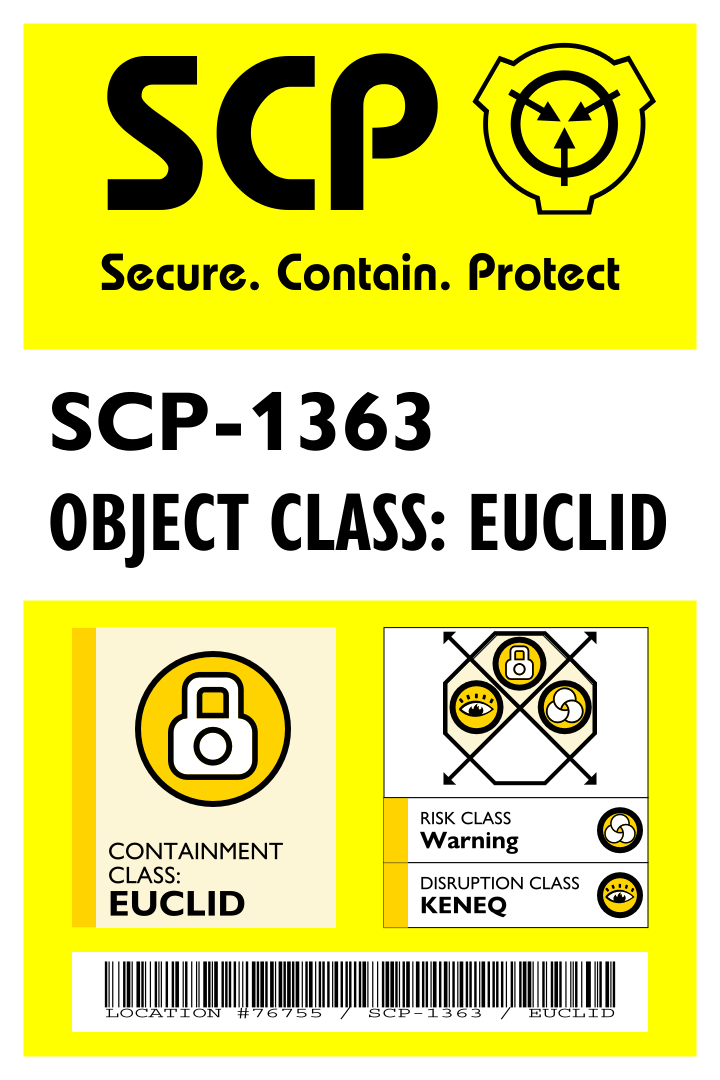 SCP
Secure. Contain. Protect
SCP-1363
OBJECT CLASS: EUCLID
CONTAINMENT
CLASS:
EUCLID
RISK CLASS
Warning
DISRUPTION CLASS
KENEQ
LOCATION #76755 / SCP-1363 / EUCLID